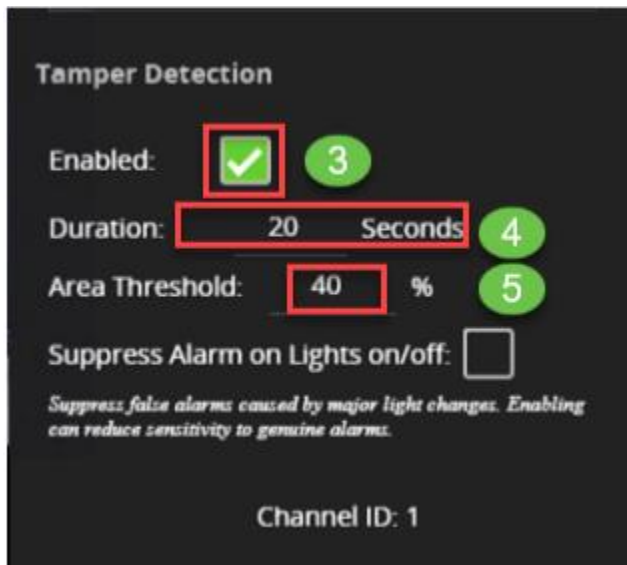 Tamper Detection
Enabled: 3
Duration: 20 Seconds 4
Area Threshold: 40 % 5
Suppress Alarm on Lights on/off:
Suppress false alarms caused by major light changes. Enabling
can reduce sensitivity to genuine alarms.
Channel ID: 1